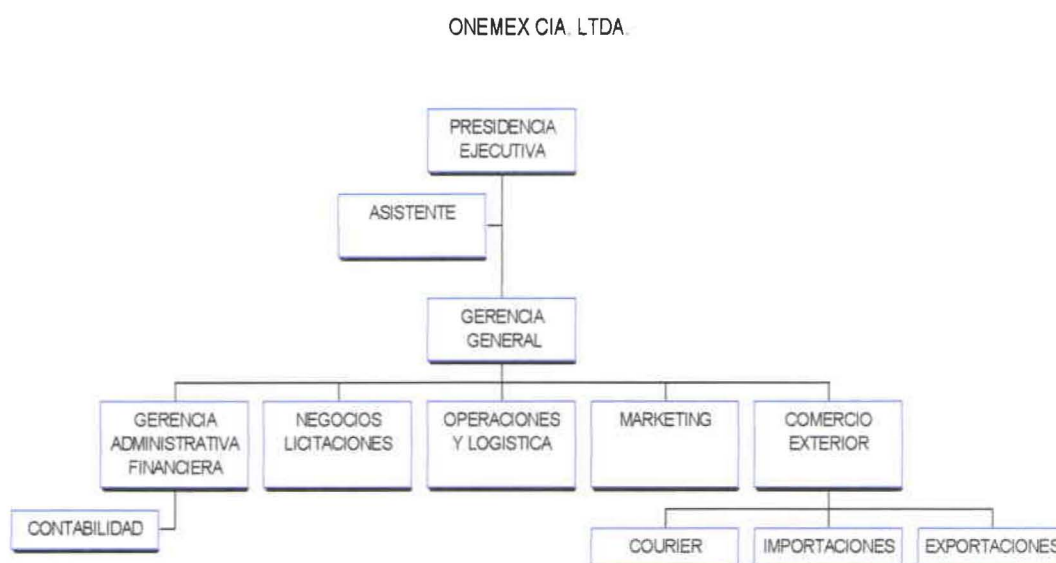 ONEMEX CIA. LTDA.
PRESIDENCIA
EJECUTIVA
ASISTENTE
GERENCIA
GENERAL
GERENCIA
ADMINISTRATIVA
FINANCIERA
NEGOCIOS
LICITACIONES
OPERACIONES
Y LOGISTICA
MARKETING
COMERCIO
EXTERIOR
CONTABILIDAD
COURIER
IMPORTACIONES
EXPORTACIONES